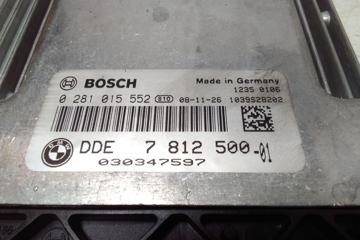 BOSCH
Made in Germany
1235 0106
0 281 015 552 B1D 08-11-26 1039S28202
DDE 7 812 500-01
030347597